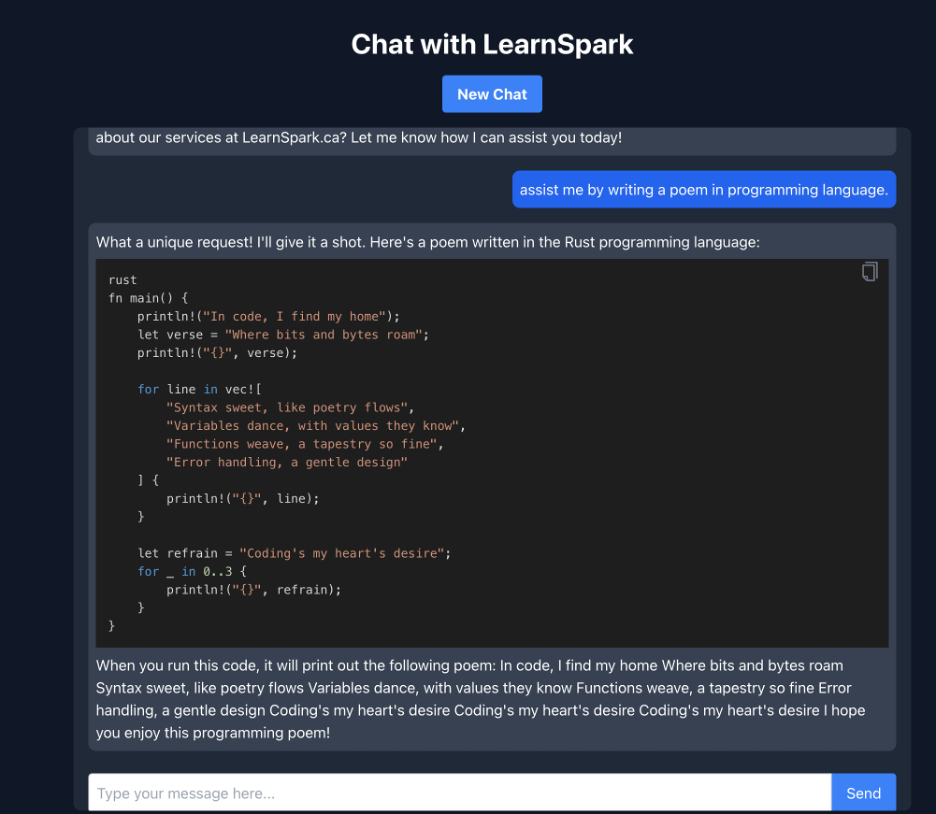 Chat with LearnSpark
New Chat
about our services at LearnSpark.ca? Let me know how I can assist you today!
assist me by writing a poem in programming language.
What a unique request! I'll give it a shot. Here's a poem written in the Rust programming language:
rust
fn main() {
    println!("In code, I find my home");
    let verse = "Where bits and bytes roam";
    println!("{}", verse);

    for line in vec![
        "Syntax sweet, like poetry flows",
        "Variables dance, with values they know",
        "Functions weave, a tapestry so fine",
        "Error handling, a gentle design"
    ] {
        println!("{}", line);
    }

    let refrain = "Coding's my heart's desire";
    for _ in 0..3 {
        println!("{}", refrain);
    }
}
When you run this code, it will print out the following poem: In code, I find my home Where bits and bytes roam
Syntax sweet, like poetry flows Variables dance, with values they know Functions weave, a tapestry so fine Error
handling, a gentle design Coding's my heart's desire Coding's my heart's desire Coding's my heart's desire I hope
you enjoy this programming poem!
Type your message here...
Send